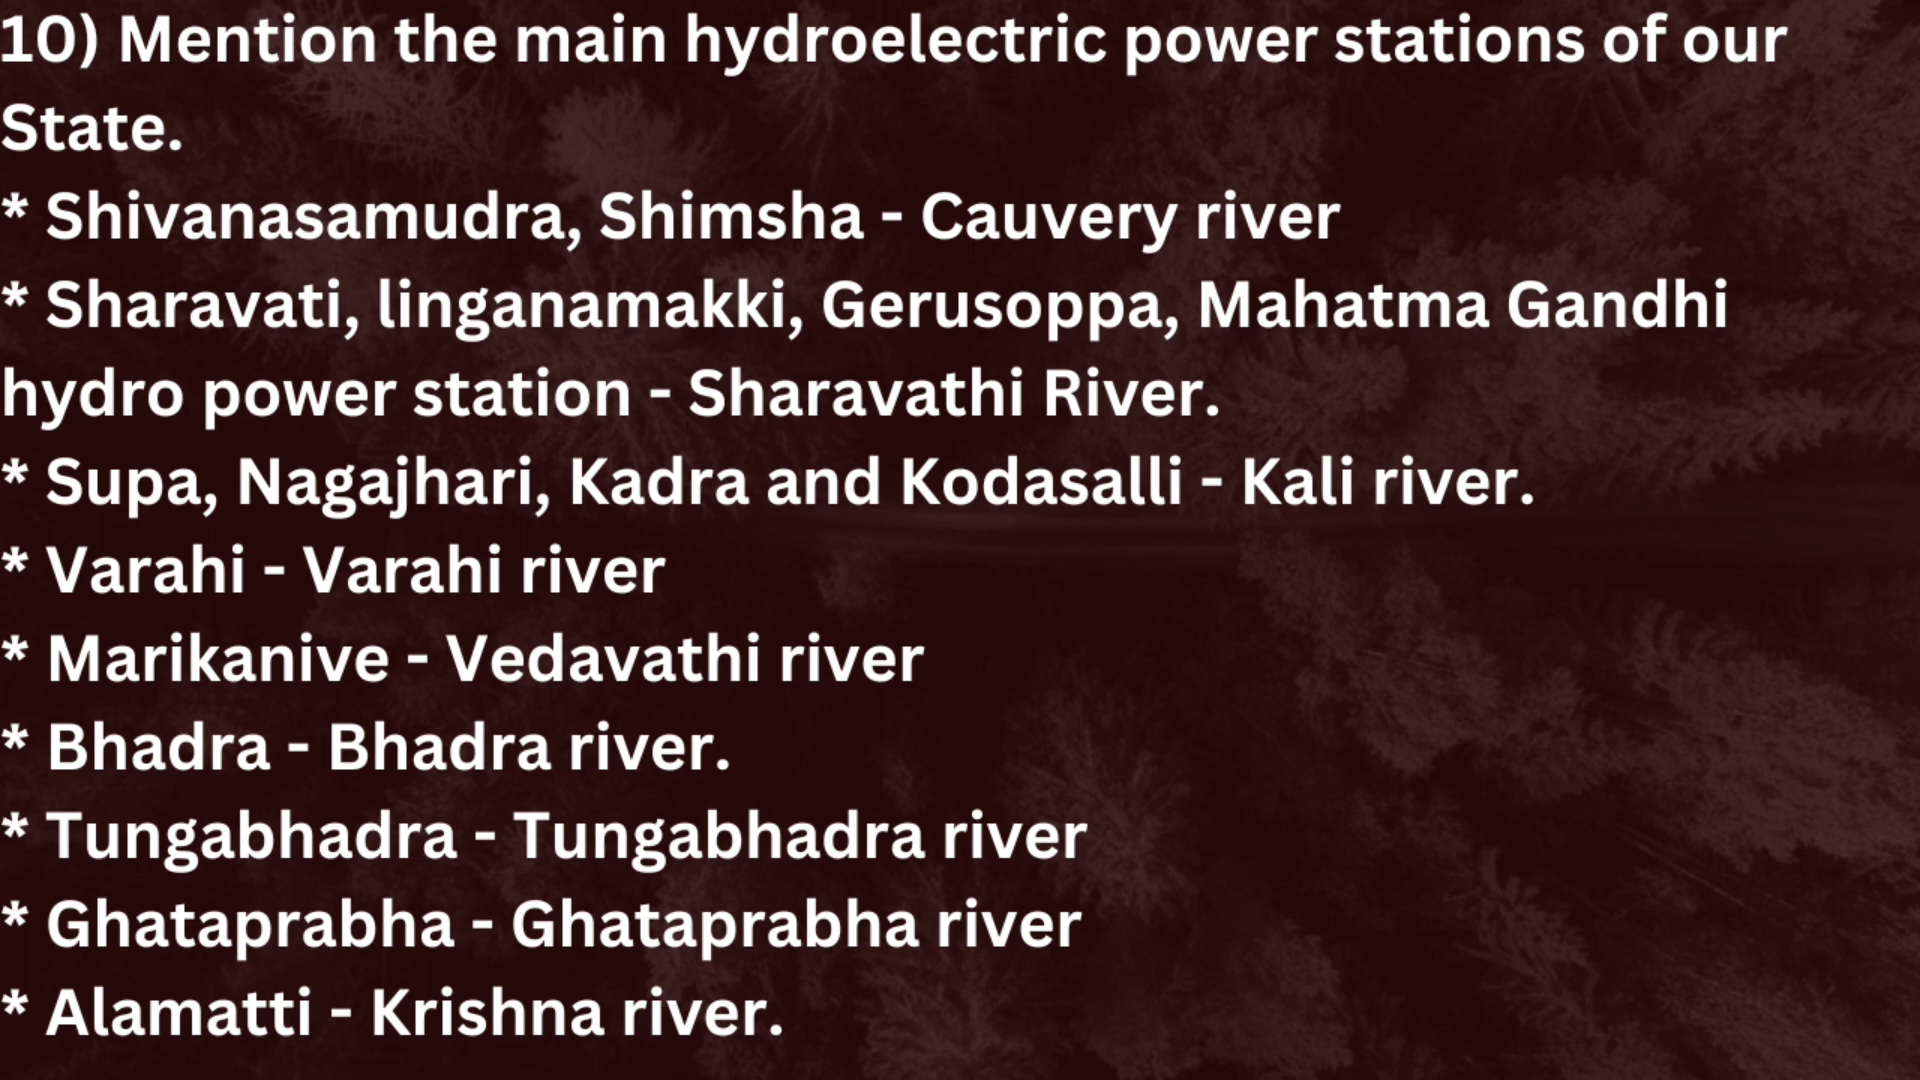 10) Mention the main hydroelectric power stations of our
State.
* Shivanasamudra, Shimsha - Cauvery river
* Sharavati, linganamakki, Gerusoppa, Mahatma Gandhi
hydro power station - Sharavathi River.
* Supa, Nagajhari, Kadra and Kodasalli - Kali river.
* Varahi - Varahi river
* Marikanive - Vedavathi river
* Bhadra - Bhadra river.
* Tungabhadra - Tungabhadra river
* Ghataprabha - Ghataprabha river
* Alamatti - Krishna river.